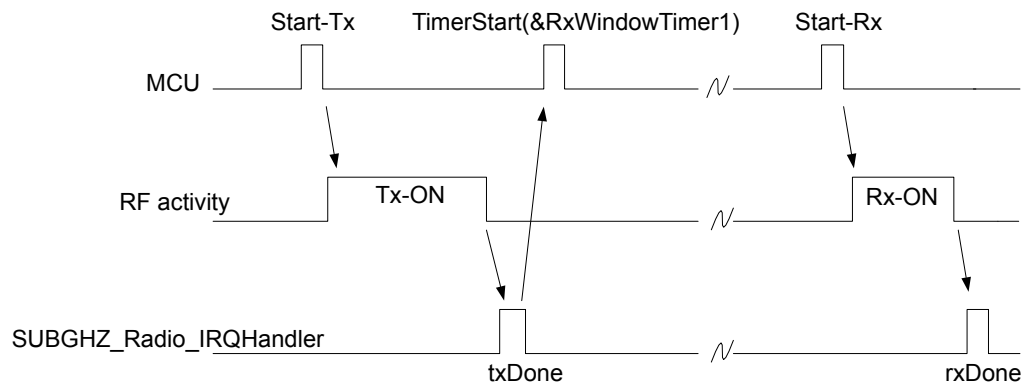 Start-Tx TimerStart(&RxWindowTimer1) Start-Rx
MCU
RF activity Tx-ON Rx-ON
SUBGHZ_Radio_IRQHandler
txDone rxDone